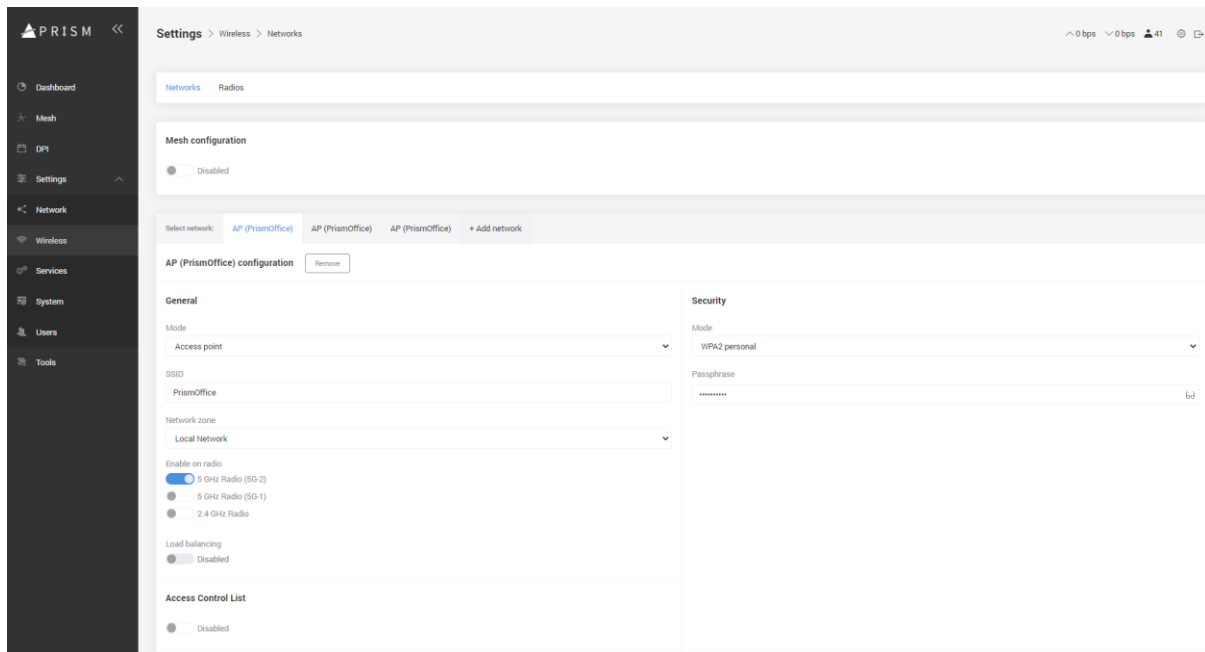 PRISM
Settings > Wireless > Networks
0 bps 0 bps 41
Dashboard
Mesh
DPI
Settings
Network
Wireless
Services
System
Users
Tools
Networks Radios
Mesh configuration
Disabled
Select network: AP (PrismOffice) AP (PrismOffice) AP (PrismOffice) + Add network
AP (PrismOffice) configuration Remove
General
Mode
Access point
SSID
PrismOffice
Network zone
Local Network
Enable on radio
5 GHz Radio (5G-2)
5 GHz Radio (5G-1)
2.4 GHz Radio
Load balancing
Disabled
Access Control List
Disabled
Security
Mode
WPA2 personal
Passphrase
••••••••••